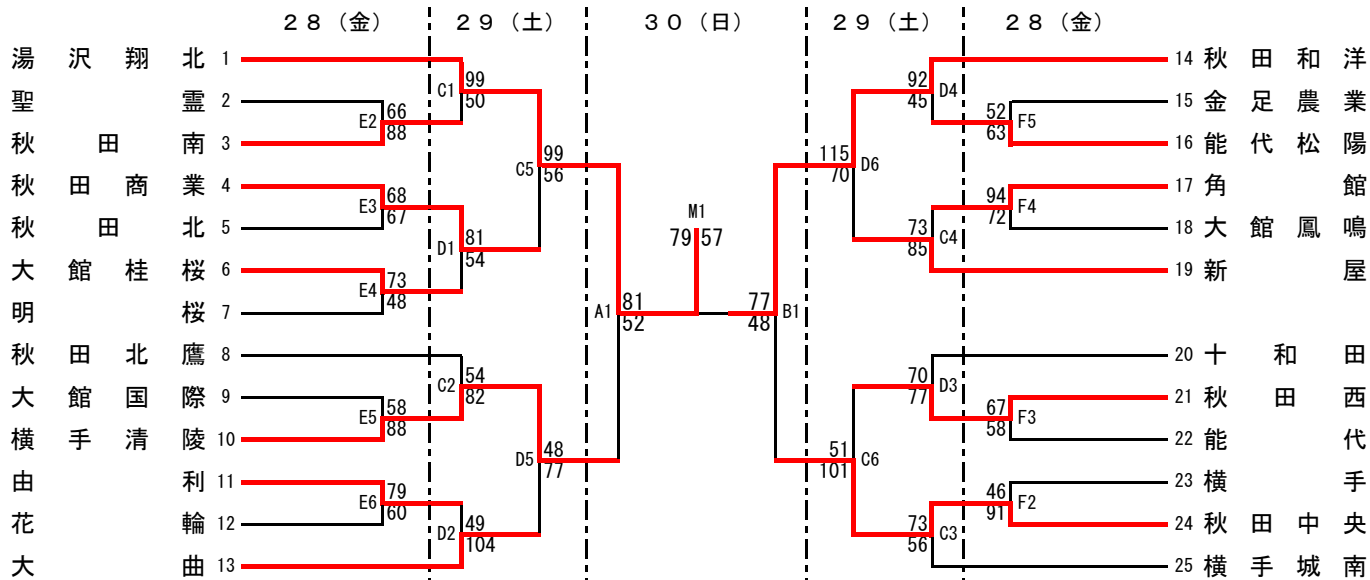 ２８（金） ２９（土） ３０（日） ２９（土） ２８（金）
湯沢翔北 1
聖霊 2
秋田南 3
秋田商業 4
秋田北 5
大館桂桜 6
明桜 7
秋田北鷹 8
大館国際 9
横手清陵 10
由利 11
花輪 12
大曲 13
E2 66 88
E3 68 67
E4 73 48
E5 58 88
E6 79 60
C1 99 50
D1 81 54
C2 54 82
D2 49 104
C5 99 56
D5 48 77
A1 81 52
M1
79 57
77 48 B1
115 70 D6
51 101 C6
92 45 D4
73 85 C4
70 77 D3
73 56 C3
52 63 F5
94 72 F4
67 58 F3
46 91 F2
14 秋田和洋
15 金足農業
16 能代松陽
17 角館
18 大館鳳鳴
19 新屋
20 十和田
21 秋田西
22 能代
23 横手
24 秋田中央
25 横手城南